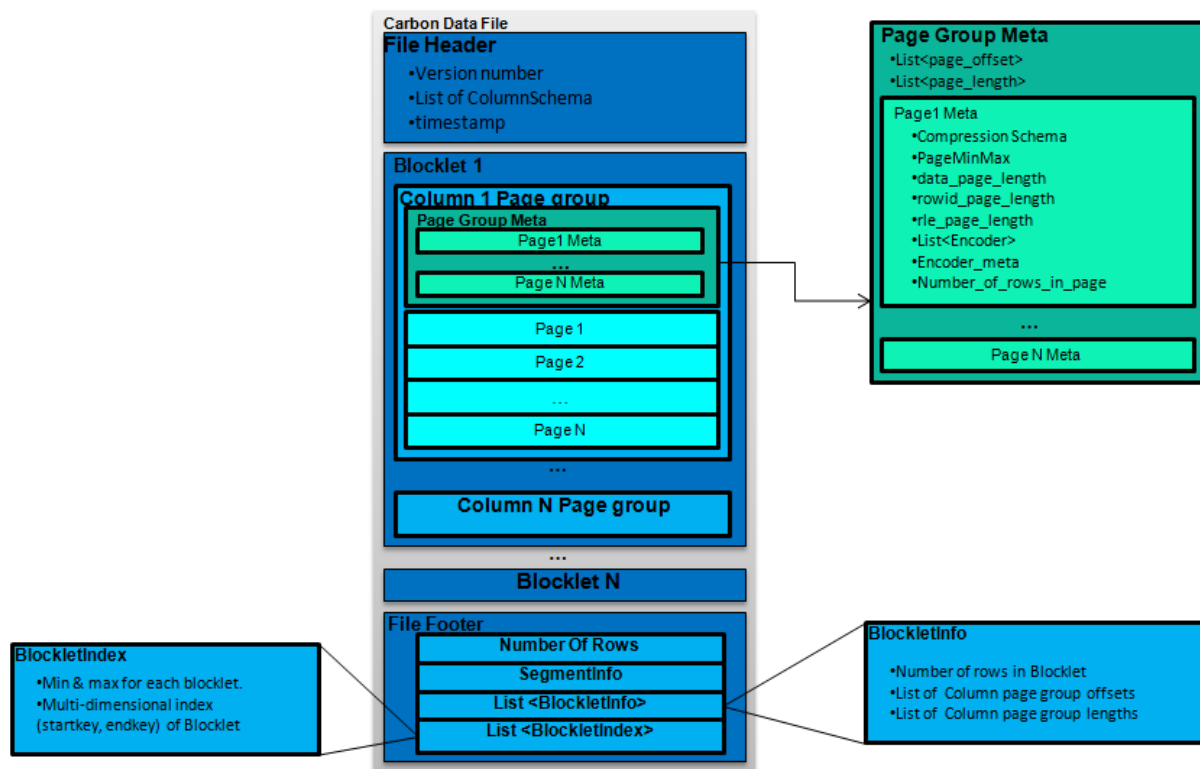 Carbon Data File
File Header
•Version number
•List of ColumnSchema
•timestamp
Blocklet 1
Column 1 Page group
Page Group Meta
Page1 Meta
...
Page N Meta
Page 1
Page 2
...
Page N
...
Column N Page group
...
Blocklet N
File Footer
Number Of Rows
SegmentInfo
List <BlockletInfo>
List <BlockletIndex>
Page Group Meta
•List<page_offset>
•List<page_length>
Page1 Meta
•Compression Schema
•PageMinMax
•data_page_length
•rowid_page_length
•rle_page_length
•List<Encoder>
•Encoder_meta
•Number_of_rows_in_page
...
Page N Meta
BlockletIndex
•Min & max for each blocklet.
•Multi-dimensional index
(startkey, endkey) of Blocklet
BlockletInfo
•Number of rows in Blocklet
•List of Column page group offsets
•List of Column page group lengths